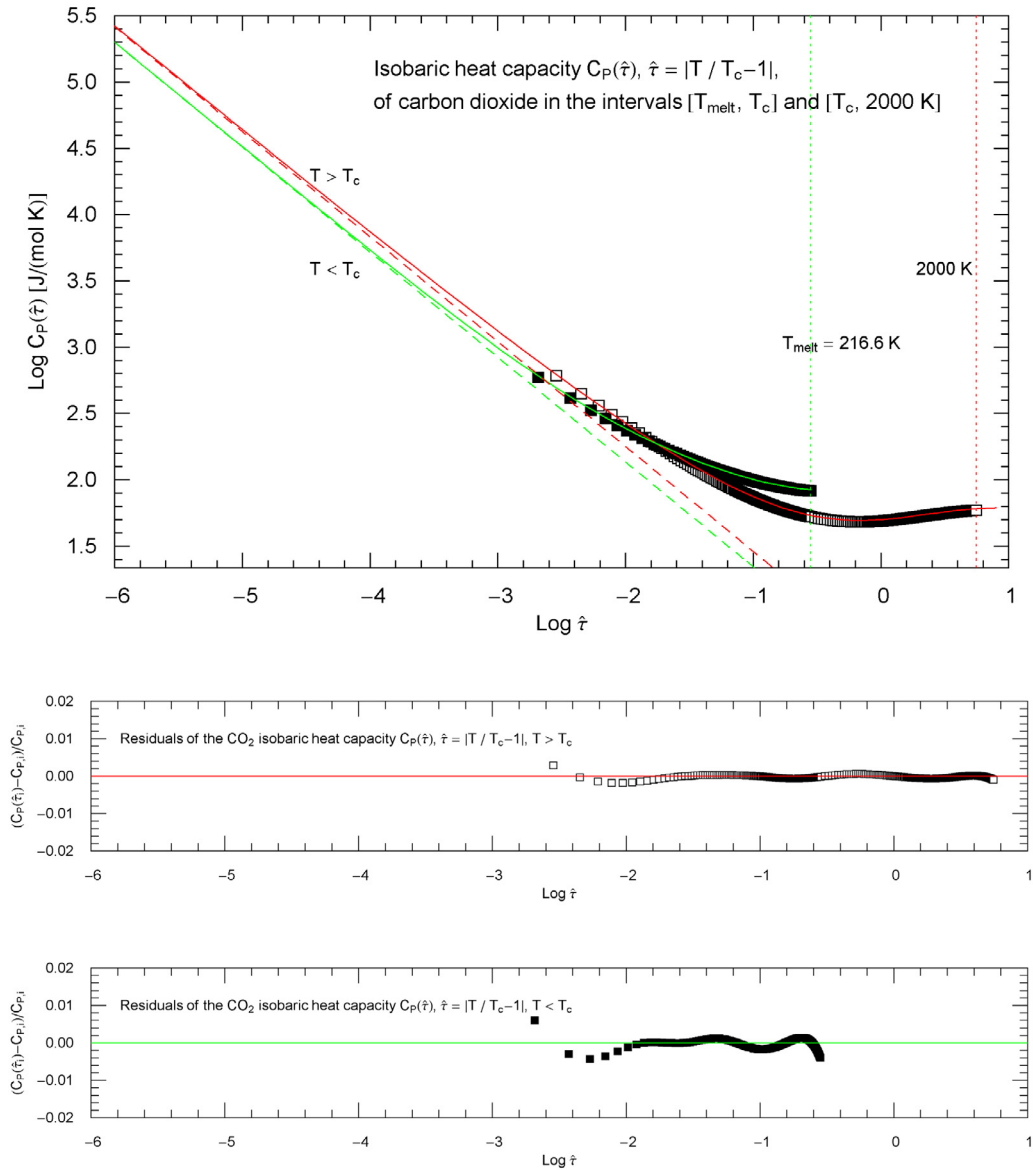 Isobaric heat capacity C_P(τ̂), τ̂ = |T / T_c−1|,
of carbon dioxide in the intervals [T_melt, T_c] and [T_c, 2000 K]
Log C_P(τ̂) [J/(mol K)]
5.5
5.0
4.5
4.0
3.5
3.0
2.5
2.0
1.5
T > T_c
T < T_c
2000 K
T_melt = 216.6 K
−6 −5 −4 −3 −2 −1 0 1
Log τ̂
(C_P(τ̂_i)−C_P,i)/C_P,i
0.02
0.01
0.00
−0.01
−0.02
Residuals of the CO₂ isobaric heat capacity C_P(τ̂), τ̂ = |T / T_c−1|, T > T_c
−6 −5 −4 −3 −2 −1 0 1
Log τ̂
(C_P(τ̂_i)−C_P,i)/C_P,i
0.02
0.01
0.00
−0.01
−0.02
Residuals of the CO₂ isobaric heat capacity C_P(τ̂), τ̂ = |T / T_c−1|, T < T_c
−6 −5 −4 −3 −2 −1 0 1
Log τ̂